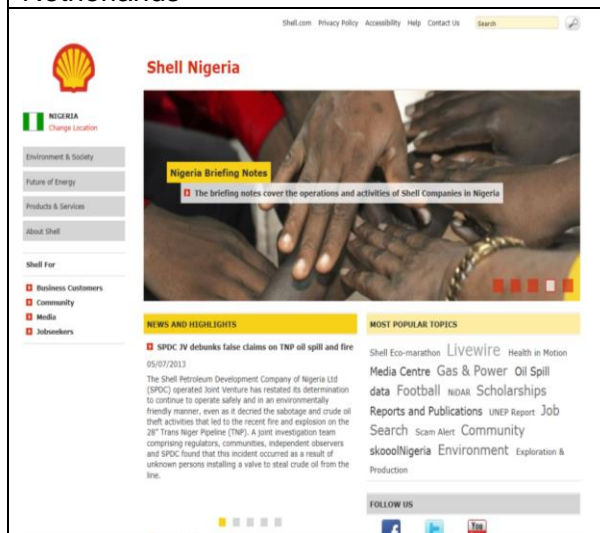 Netherlands
Shell.com Privacy Policy Accessibility Help Contact Us Search
Shell Nigeria
NIGERIA
Change Location
Environment & Society
Future of Energy
Products & Services
About Shell
Shell For
Business Customers
Community
Media
Jobseekers
Nigeria Briefing Notes
The briefing notes cover the operations and activities of Shell Companies in Nigeria
NEWS AND HIGHLIGHTS
SPDC JV debunks false claims on TNP oil spill and fire
05/07/2013
The Shell Petroleum Development Company of Nigeria Ltd
(SPDC) operated Joint Venture has restated its determination
to continue to operate safely and in an environmentally
friendly manner, even as it decried the sabotage and crude oil
theft activities that led to the recent fire and explosion on the
28" Trans Niger Pipeline (TNP). A joint investigation team
comprising regulators, communities, independent observers
and SPDC found that this incident occurred as a result of
unknown persons installing a valve to steal crude oil from the
line.
MOST POPULAR TOPICS
Shell Eco-marathon Livewire Health in Motion
Media Centre Gas & Power Oil Spill
data Football NiDAR Scholarships
Reports and Publications UNEP Report Job
Search Scam Alert Community
skooolNigeria Environment Exploration &
Production
FOLLOW US
You